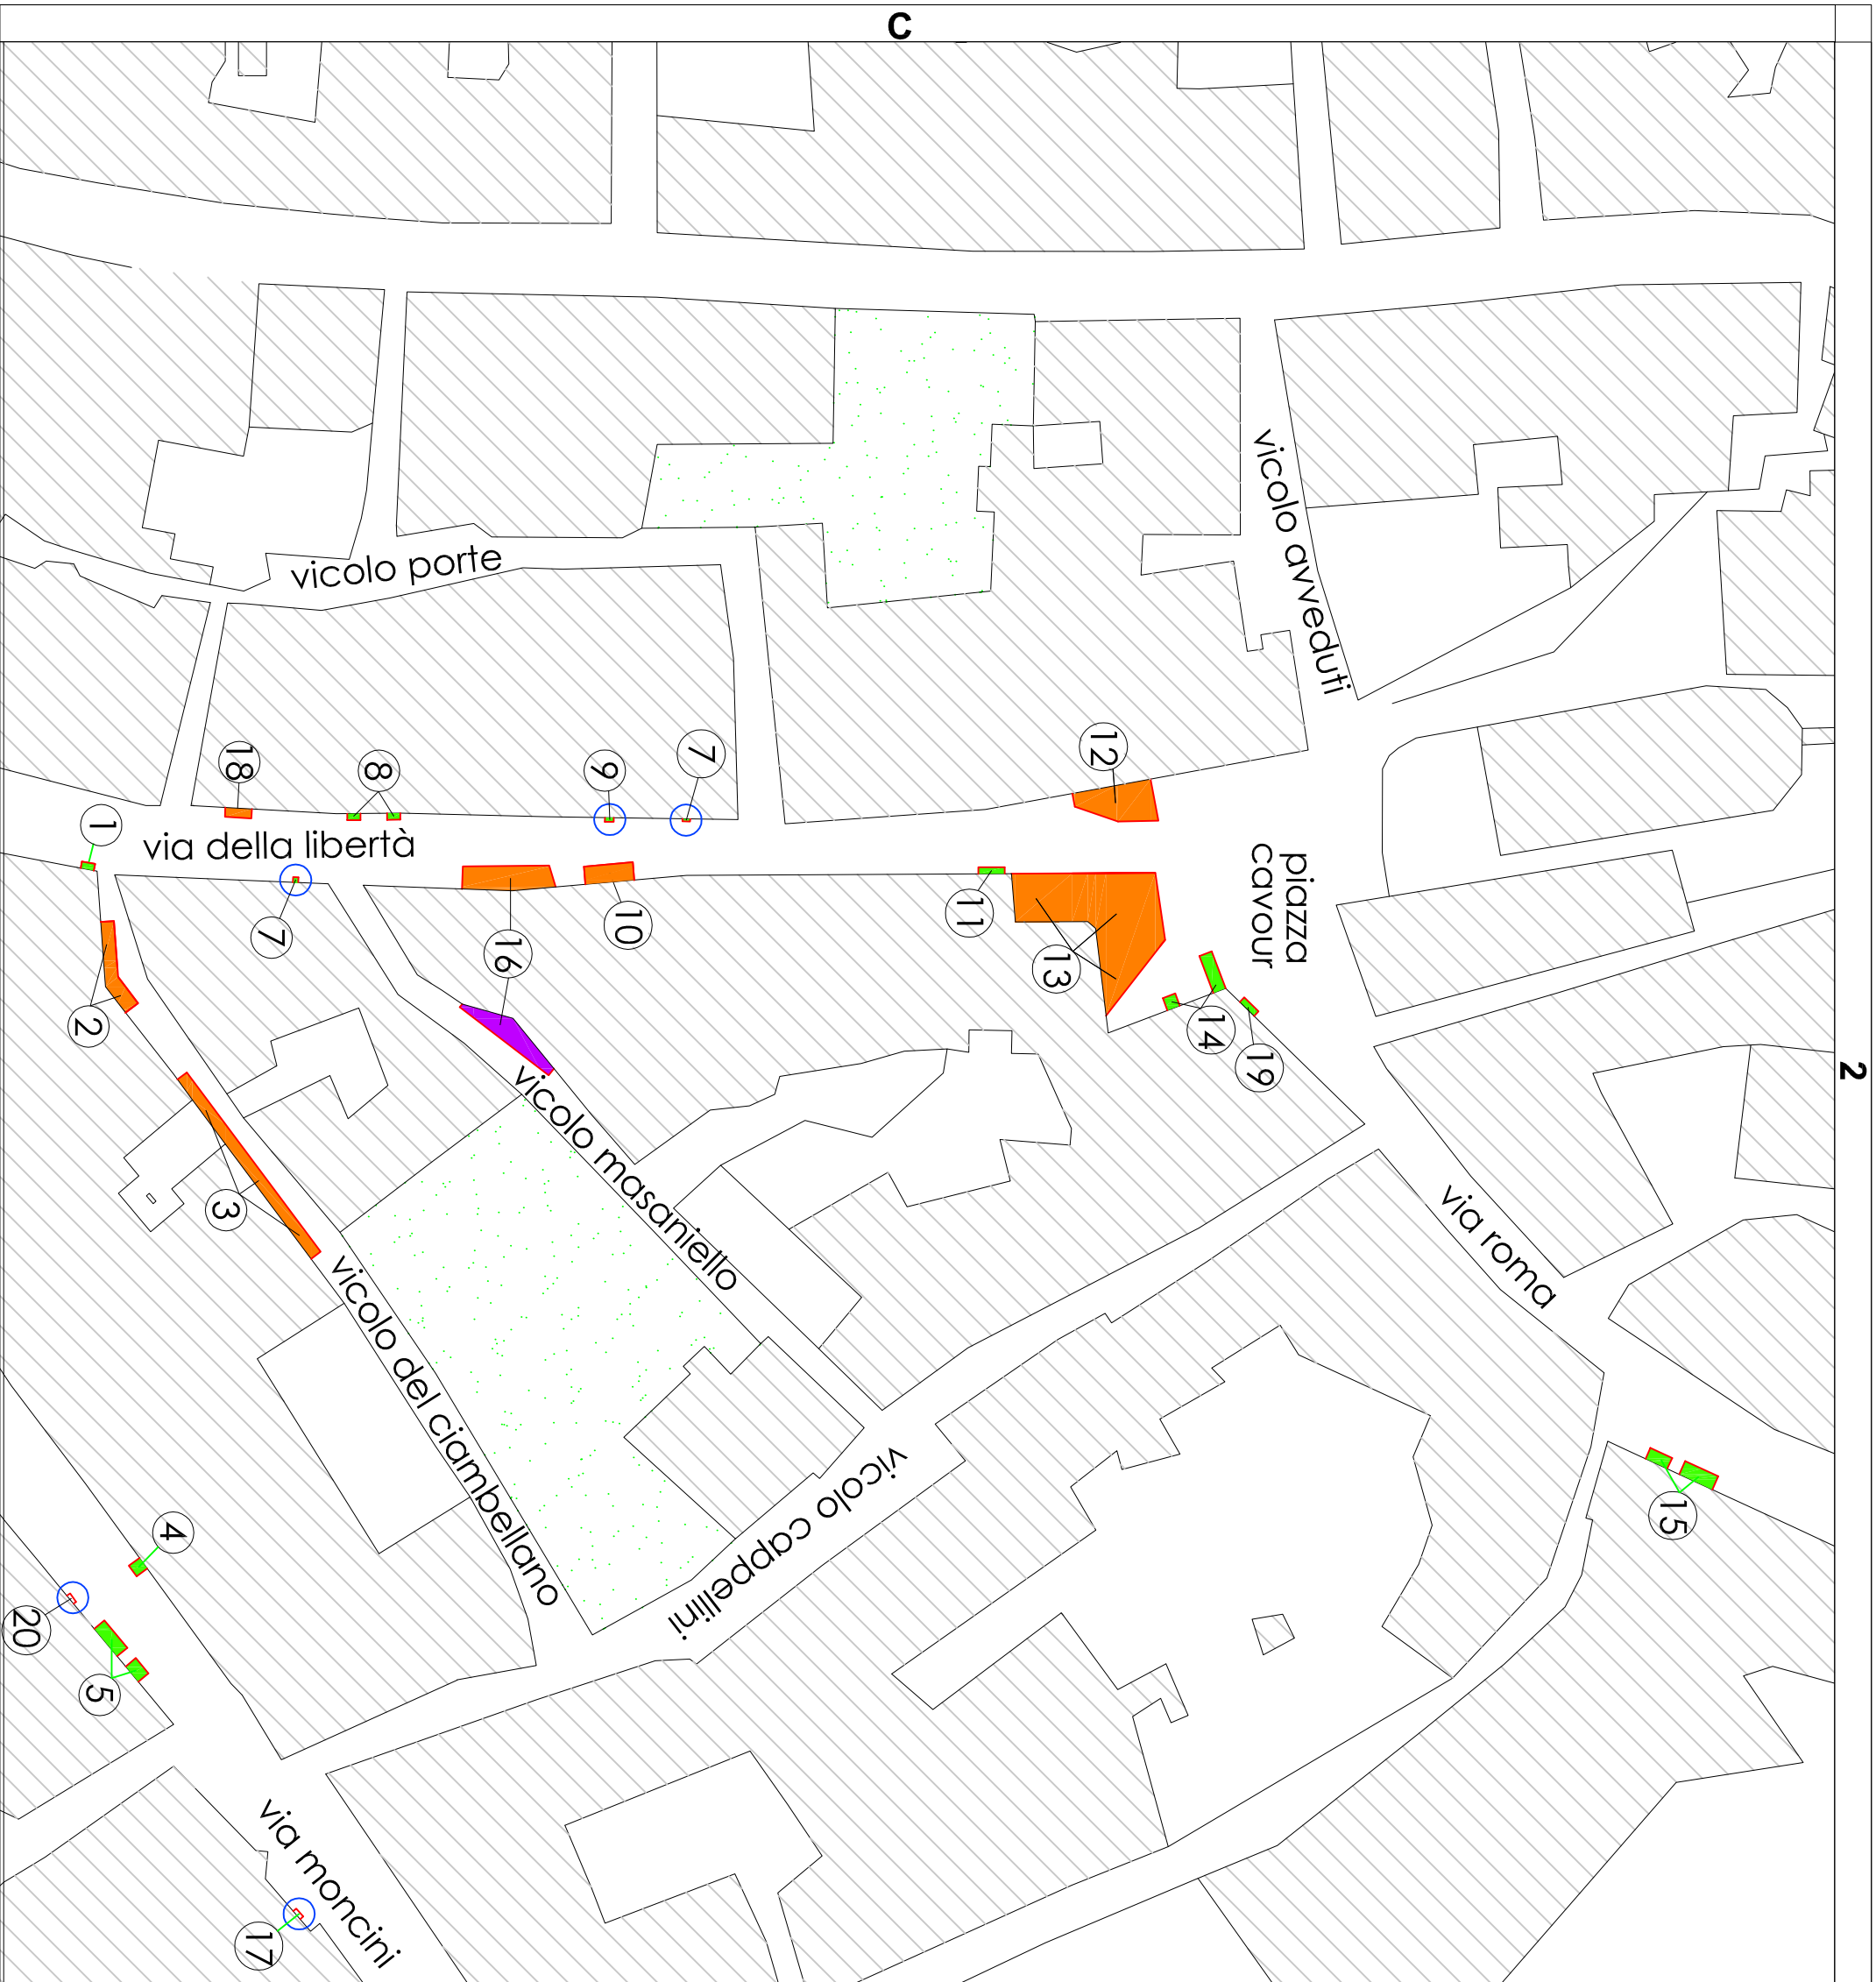 C
2
vicolo porte
vicolo avveduti
12
7
9
8
18
1
via della libertà
piazza
cavour
7
2
16
10
11
13
14
19
3
vicolo masaniello
vicolo del ciambellano
via roma
vicolo cappellini
15
4
20
5
via moncini
17